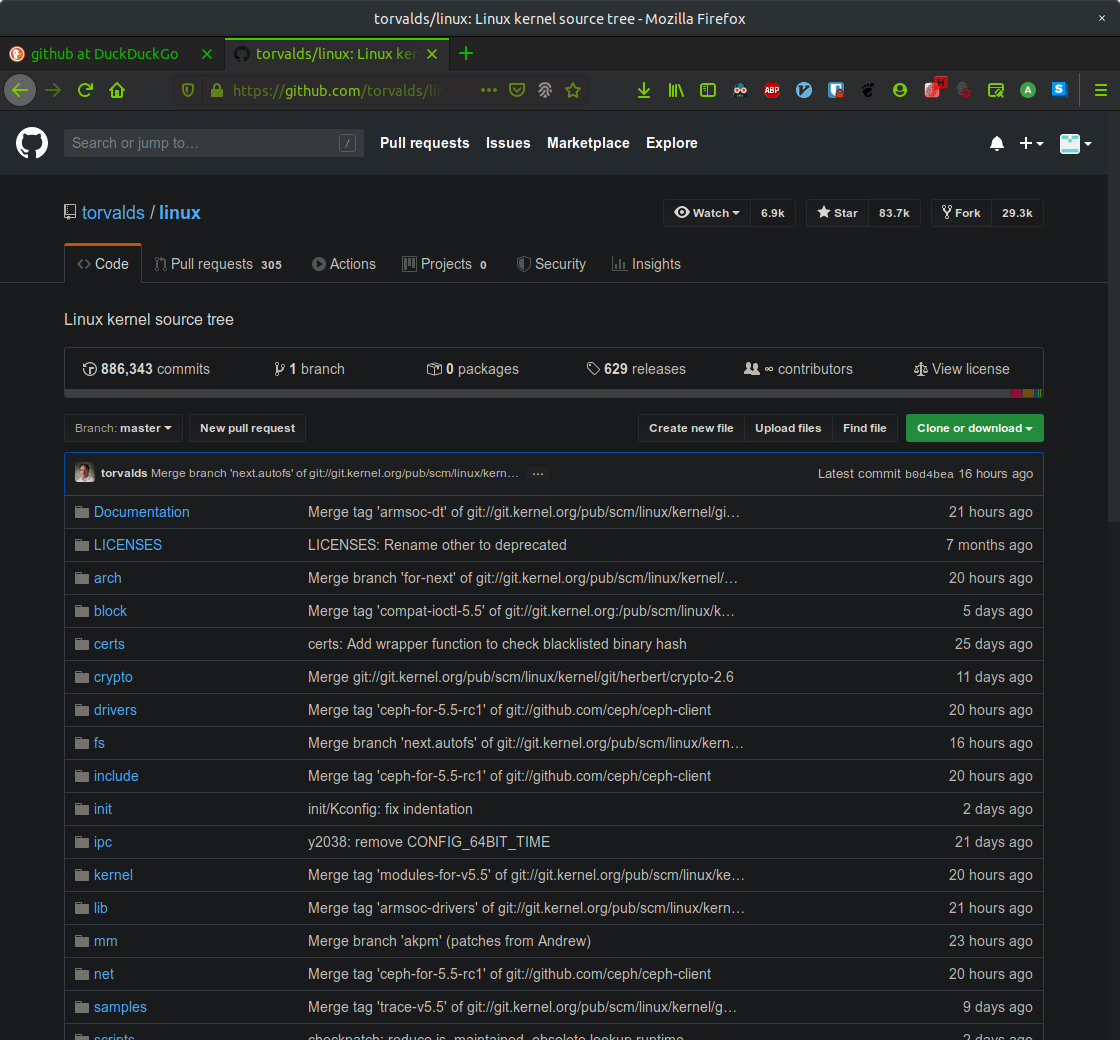 torvalds/linux: Linux kernel source tree - Mozilla Firefox
github at DuckDuckGo
torvalds/linux: Linux ker
https://github.com/torvalds/lir
ABP
H
A
S
Search or jump to… /
Pull requests Issues Marketplace Explore
torvalds / linux
Watch 6.9k Star 83.7k Fork 29.3k
Code Pull requests 305 Actions Projects 0 Security Insights
Linux kernel source tree
886,343 commits 1 branch 0 packages 629 releases ∞ contributors View license
Branch: master New pull request Create new file Upload files Find file Clone or download
torvalds Merge branch 'next.autofs' of git://git.kernel.org/pub/scm/linux/kern… … Latest commit b0d4bea 16 hours ago
Documentation Merge tag 'armsoc-dt' of git://git.kernel.org/pub/scm/linux/kernel/gi… 21 hours ago
LICENSES LICENSES: Rename other to deprecated 7 months ago
arch Merge branch 'for-next' of git://git.kernel.org/pub/scm/linux/kernel/… 20 hours ago
block Merge tag 'compat-ioctl-5.5' of git://git.kernel.org:/pub/scm/linux/k… 5 days ago
certs certs: Add wrapper function to check blacklisted binary hash 25 days ago
crypto Merge git://git.kernel.org/pub/scm/linux/kernel/git/herbert/crypto-2.6 11 days ago
drivers Merge tag 'ceph-for-5.5-rc1' of git://github.com/ceph/ceph-client 20 hours ago
fs Merge branch 'next.autofs' of git://git.kernel.org/pub/scm/linux/kern… 16 hours ago
include Merge tag 'ceph-for-5.5-rc1' of git://github.com/ceph/ceph-client 20 hours ago
init init/Kconfig: fix indentation 2 days ago
ipc y2038: remove CONFIG_64BIT_TIME 21 days ago
kernel Merge tag 'modules-for-v5.5' of git://git.kernel.org/pub/scm/linux/ke… 20 hours ago
lib Merge tag 'armsoc-drivers' of git://git.kernel.org/pub/scm/linux/kern… 21 hours ago
mm Merge branch 'akpm' (patches from Andrew) 23 hours ago
net Merge tag 'ceph-for-5.5-rc1' of git://github.com/ceph/ceph-client 20 hours ago
samples Merge tag 'trace-v5.5' of git://git.kernel.org/pub/scm/linux/kernel/g… 9 days ago
scripts checkpatch: reduce is_maintained_obsolete lookup runtime 2 days ago